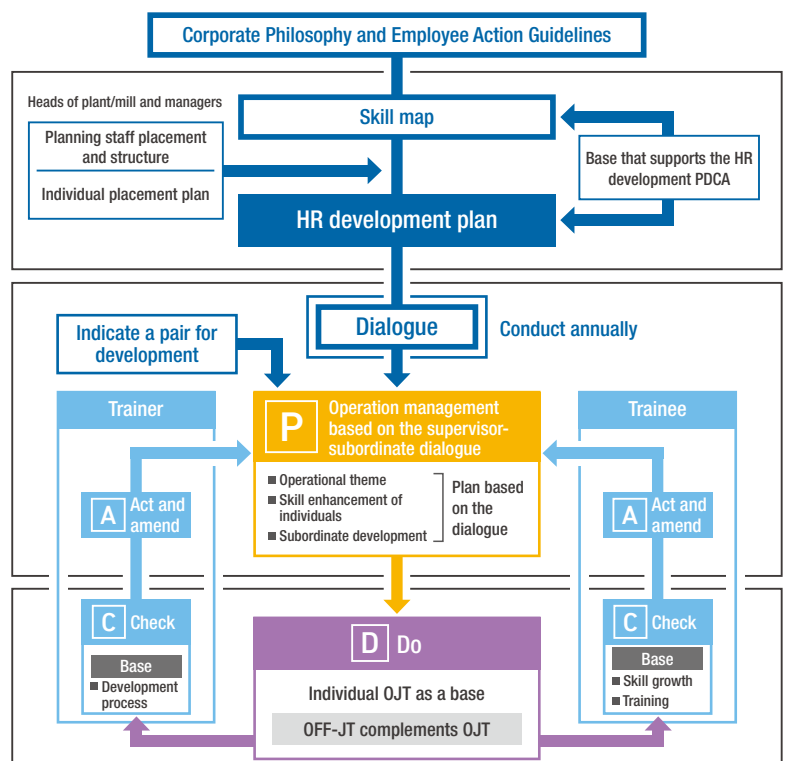 Corporate Philosophy and Employee Action Guidelines
Heads of plant/mill and managers
Skill map
Planning staff placement
and structure
Individual placement plan
Base that supports the HR
development PDCA
HR development plan
Dialogue
Conduct annually
Indicate a pair for
development
Trainer
P
Operation management
based on the supervisor-
subordinate dialogue
■ Operational theme
■ Skill enhancement of
individuals
■ Subordinate development
Plan based
on the
dialogue
Trainee
A
Act and
amend
A
Act and
amend
C Check
Base
■ Development
process
D Do
Individual OJT as a base
OFF-JT complements OJT
C Check
Base
■ Skill growth
■ Training